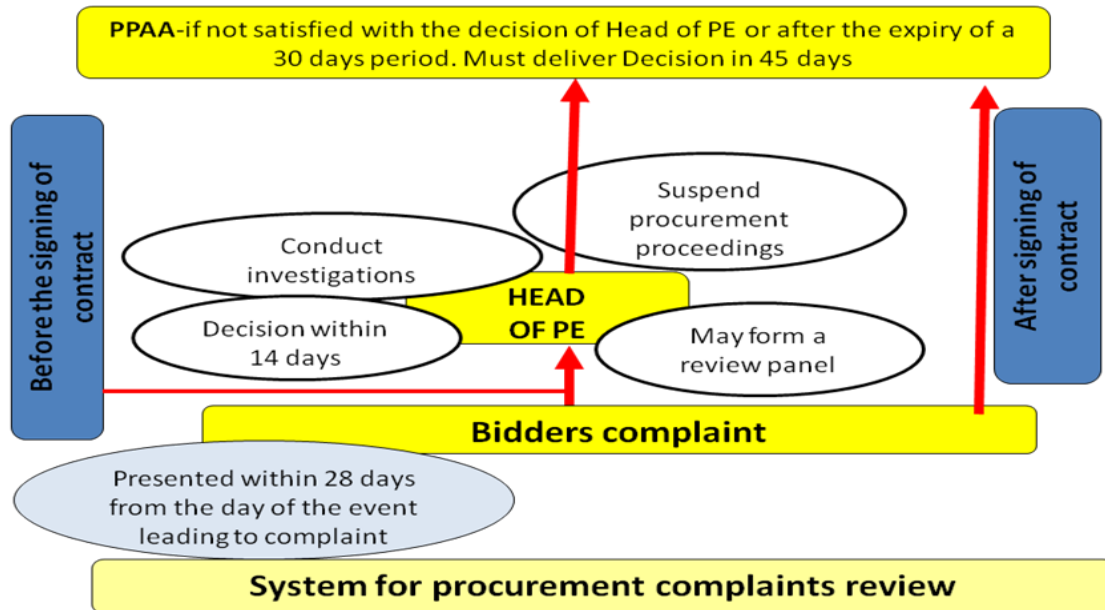 PPAA-if not satisfied with the decision of Head of PE or after the expiry of a
30 days period. Must deliver Decision in 45 days
Before the signing of
contract
After signing of
contract
Suspend
procurement
proceedings
Conduct
investigations
HEAD
OF PE
Decision within
14 days
May form a
review panel
Bidders complaint
Presented within 28 days
from the day of the event
leading to complaint
System for procurement complaints review